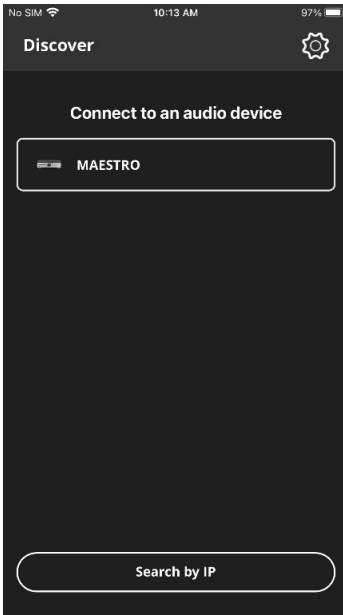 No SIM 10:13 AM 97%
Discover
Connect to an audio device
MAESTRO
Search by IP